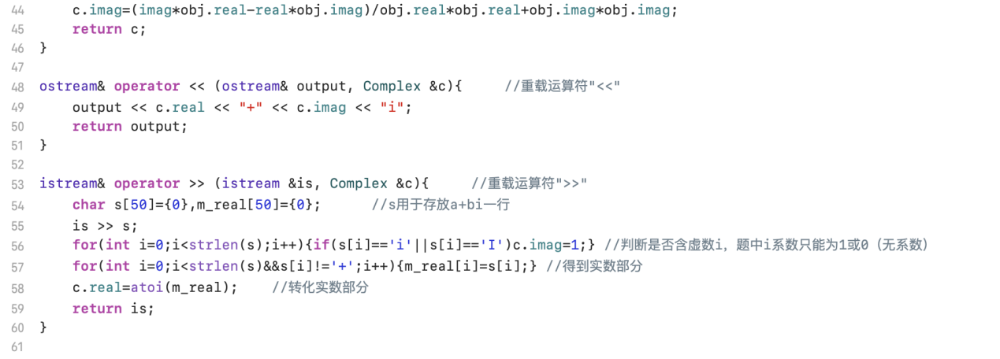 44 c.imag=(imag*obj.real-real*obj.imag)/obj.real*obj.real+obj.imag*obj.imag;
45 return c;
46 }
47
48 ostream& operator << (ostream& output, Complex &c){ //重载运算符"<<"
49 output << c.real << "+" << c.imag << "i";
50 return output;
51 }
52
53 istream& operator >> (istream &is, Complex &c){ //重载运算符">>"
54 char s[50]={0},m_real[50]={0}; //s用于存放a+bi一行
55 is >> s;
56 for(int i=0;i<strlen(s);i++){if(s[i]=='i'||s[i]=='I')c.imag=1;} //判断是否含虚数i，题中i系数只能为1或0（无系数）
57 for(int i=0;i<strlen(s)&&s[i]!='+';i++){m_real[i]=s[i];} //得到实数部分
58 c.real=atoi(m_real); //转化实数部分
59 return is;
60 }
61